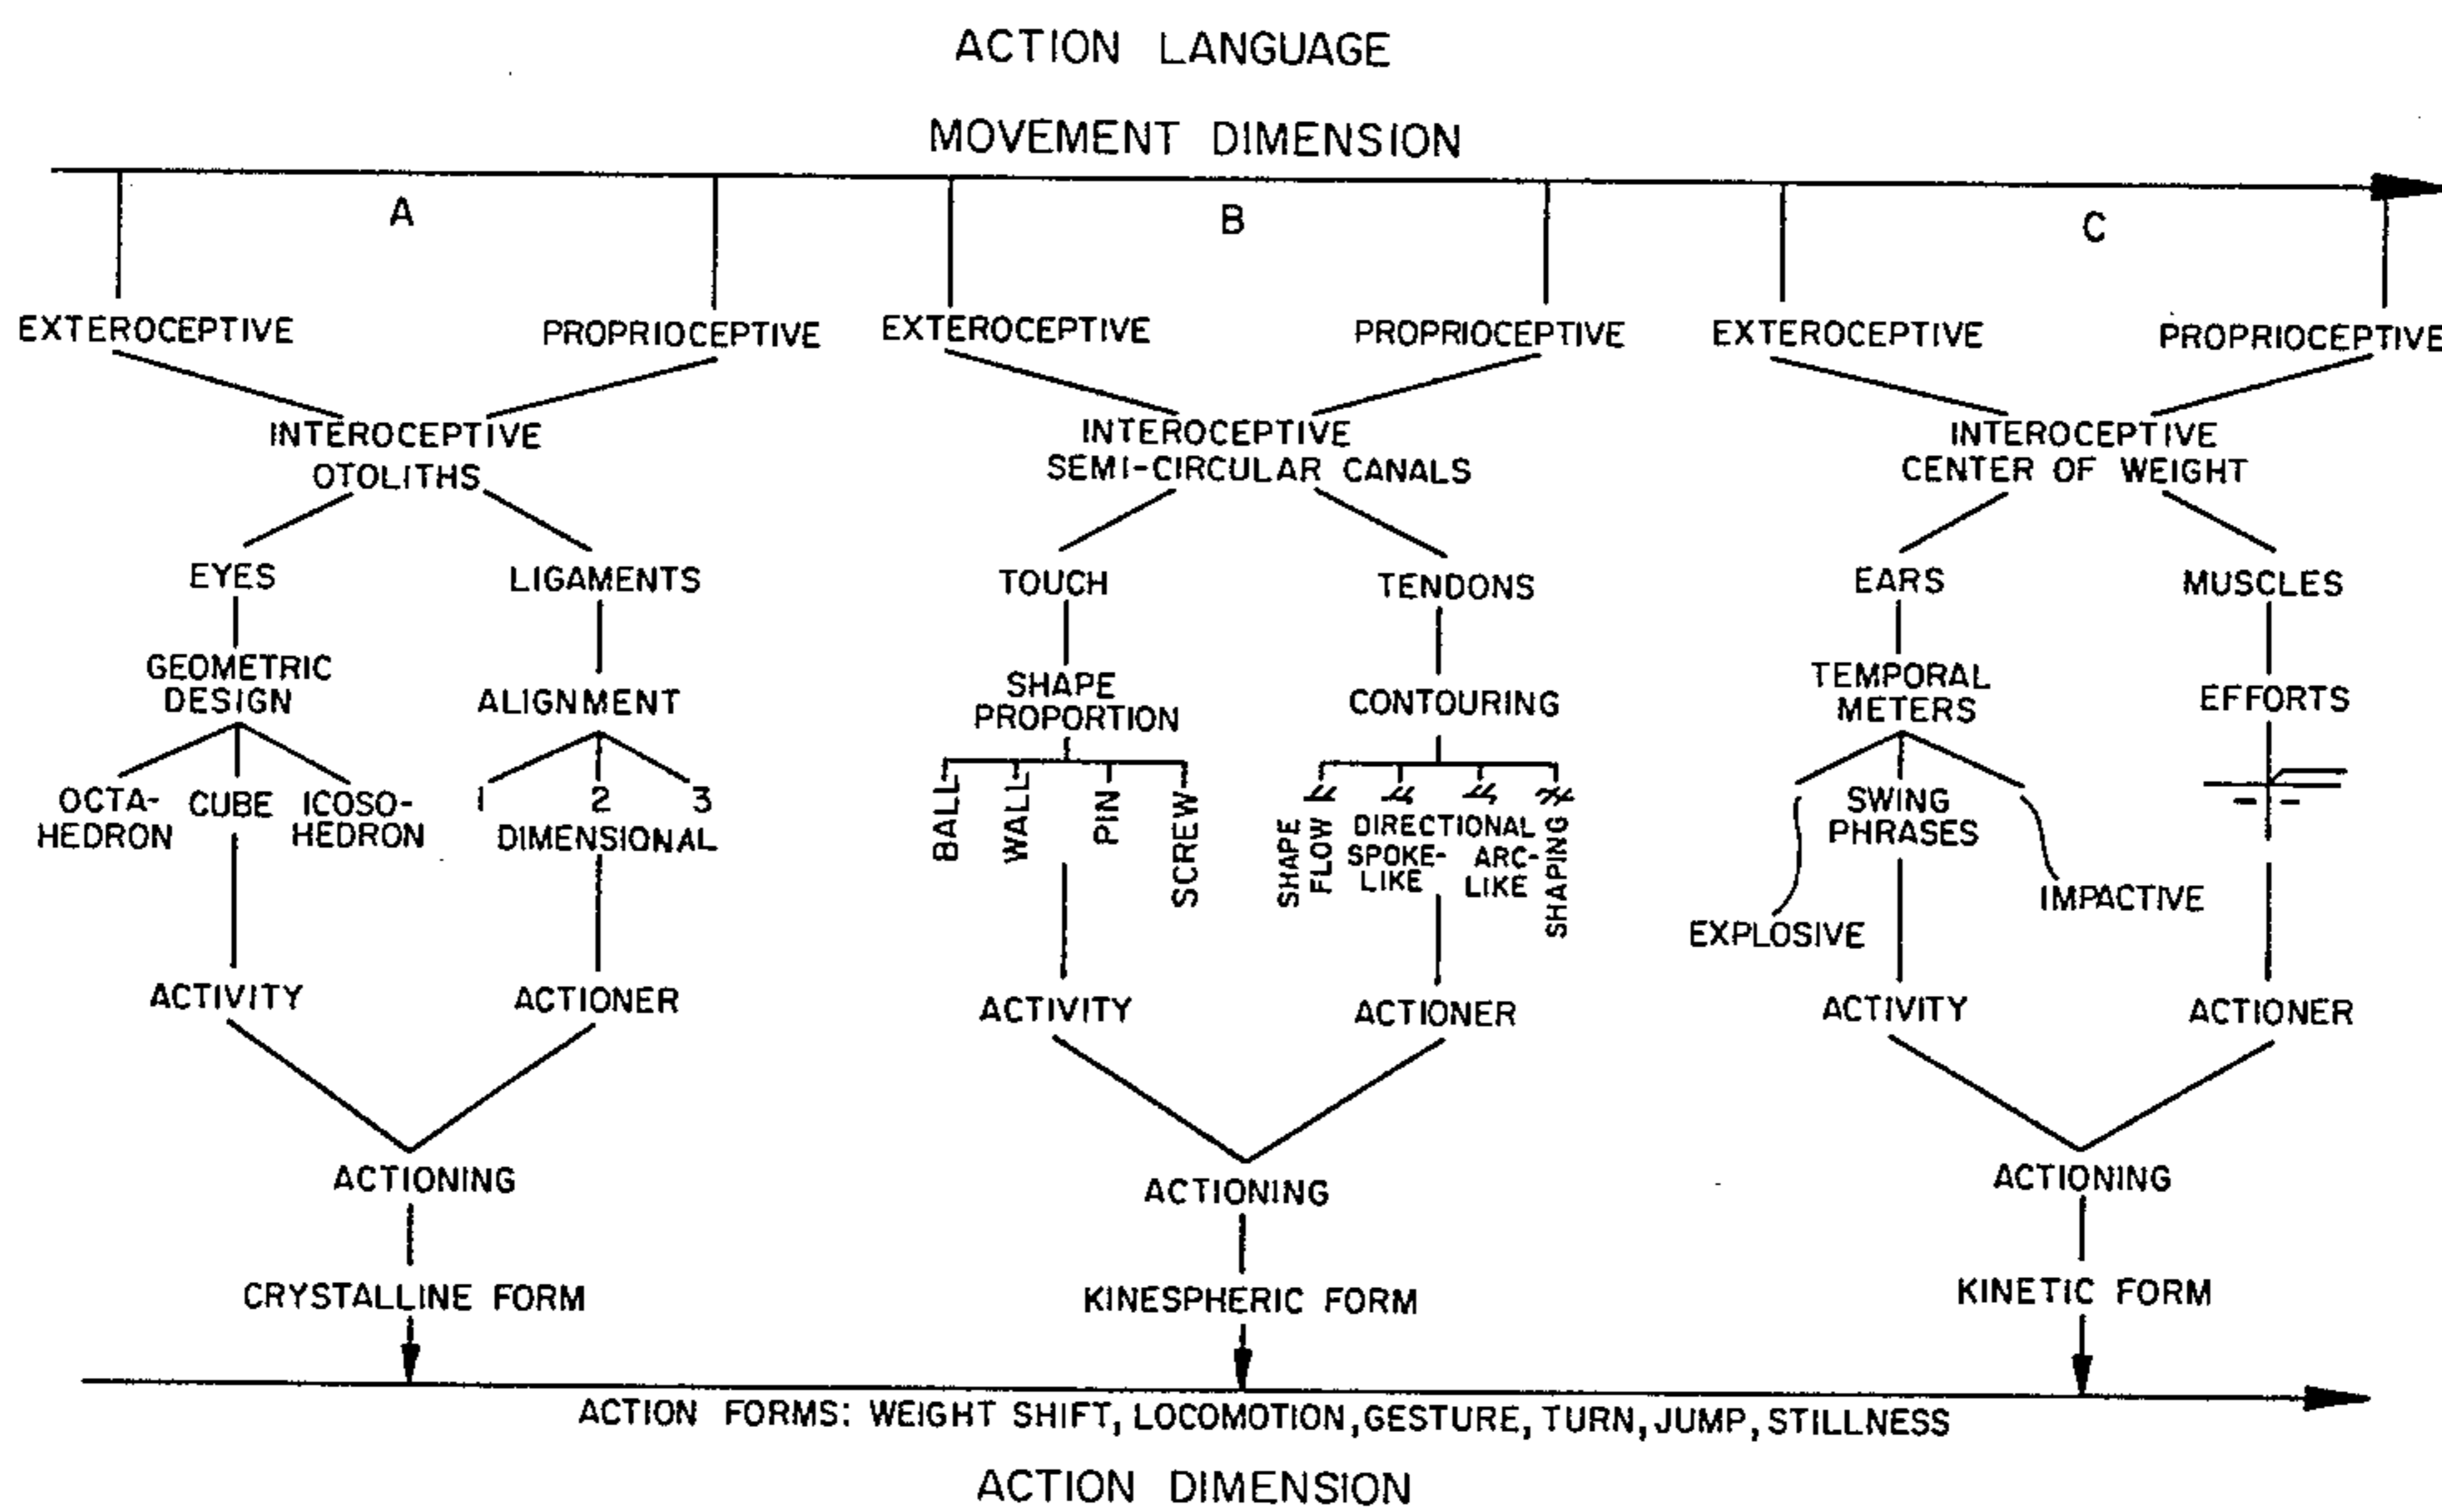 ACTION LANGUAGE
MOVEMENT DIMENSION
A B C
EXTEROCEPTIVE PROPRIOCEPTIVE EXTEROCEPTIVE PROPRIOCEPTIVE EXTEROCEPTIVE PROPRIOCEPTIVE
INTEROCEPTIVE INTEROCEPTIVE INTEROCEPTIVE
OTOLITHS SEMI-CIRCULAR CANALS CENTER OF WEIGHT
EYES LIGAMENTS TOUCH TENDONS EARS MUSCLES
GEOMETRIC
DESIGN
ALIGNMENT
SHAPE
PROPORTION
CONTOURING
TEMPORAL
METERS
EFFORTS
OCTA-
HEDRON
CUBE
ICOSO-
HEDRON
1 2 3
DIMENSIONAL
BALL
WALL
PIN
SCREW
SHAPE
FLOW
DIRECTIONAL
SPOKE-
LIKE
ARC-
LIKE
SHAPING
SWING
PHRASES
EXPLOSIVE
IMPACTIVE
ACTIVITY ACTIONER ACTIVITY ACTIONER ACTIVITY ACTIONER
ACTIONING ACTIONING ACTIONING
CRYSTALLINE FORM KINESPHERIC FORM KINETIC FORM
ACTION FORMS: WEIGHT SHIFT, LOCOMOTION, GESTURE, TURN, JUMP, STILLNESS
ACTION DIMENSION